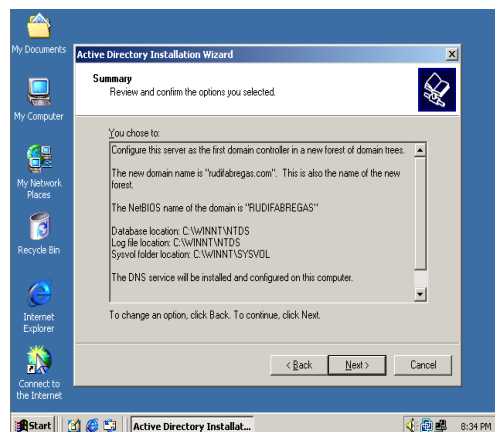 My Documents
My Computer
My Network
Places
Recycle Bin
Internet
Explorer
Connect to
the Internet
Active Directory Installation Wizard
Summary
Review and confirm the options you selected.
You chose to:
Configure this server as the first domain controller in a new forest of domain trees.
The new domain name is "rudifabregas.com". This is also the name of the new
forest.
The NetBIOS name of the domain is "RUDIFABREGAS"
Database location: C:\WINNT\NTDS
Log file location: C:\WINNT\NTDS
Sysvol folder location: C:\WINNT\SYSVOL
The DNS service will be installed and configured on this computer.
To change an option, click Back. To continue, click Next.
< Back
Next >
Cancel
Start
Active Directory Installat...
8:34 PM